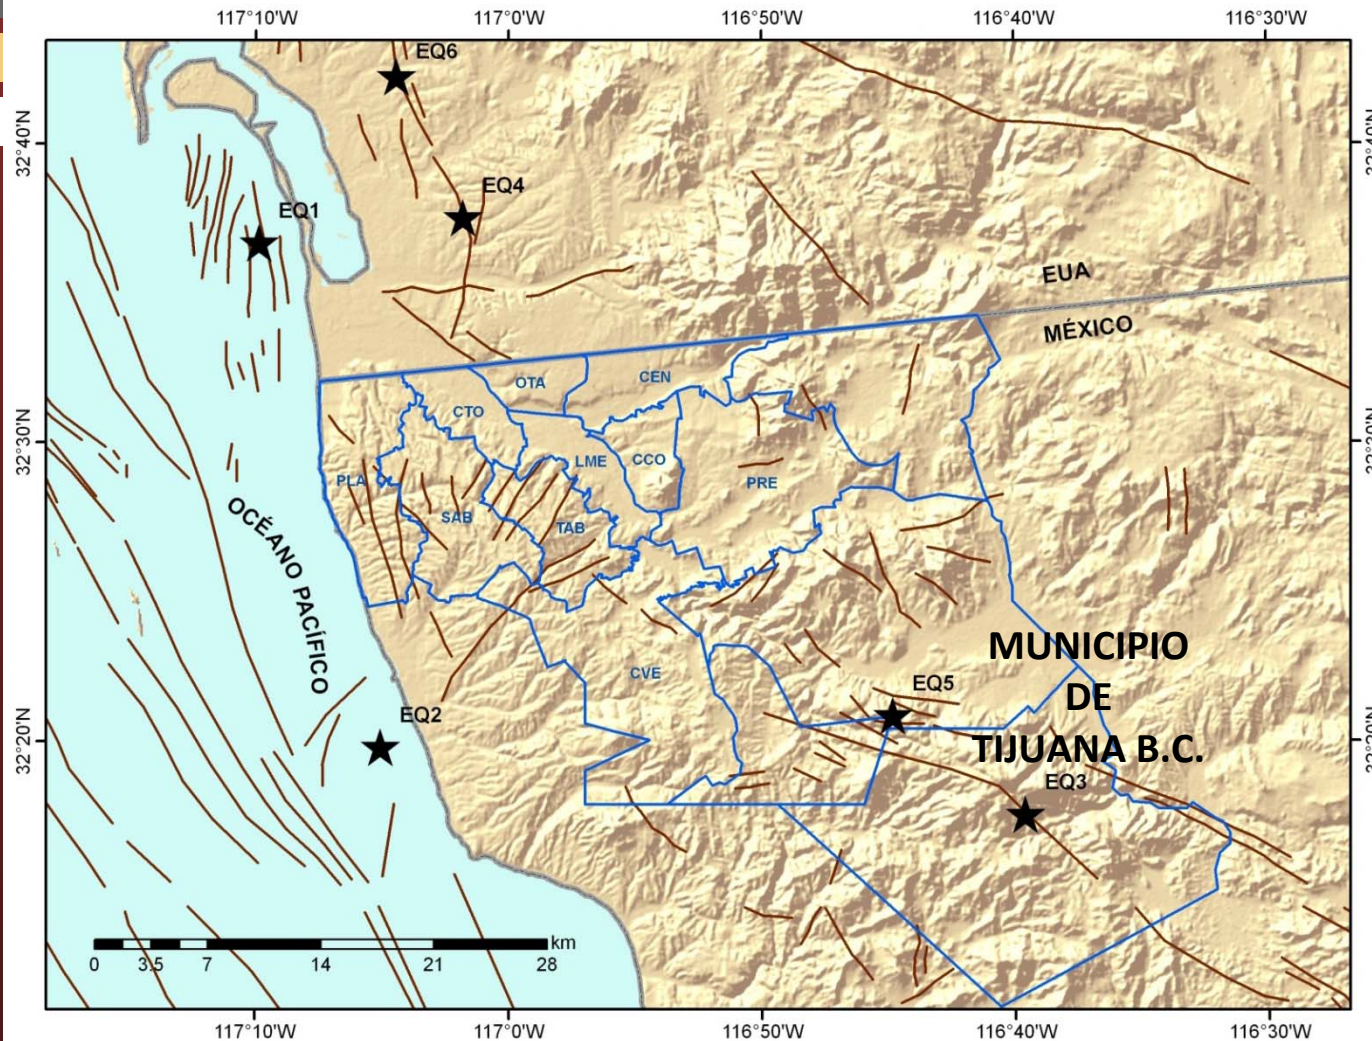 117°10'W 117°0'W 116°50'W 116°40'W 116°30'W
EQ6
32°40'N
EQ4
EQ1
EUA
MÉXICO
OTA CEN
CTO
32°30'N
LME CCO
PLA PRE
SAB TAB
OCÉANO PACÍFICO
MUNICIPIO
DE
TIJUANA B.C.
CVE
EQ5
EQ2
32°20'N
EQ3
km
0 3.5 7 14 21 28
117°10'W 117°0'W 116°50'W 116°40'W 116°30'W